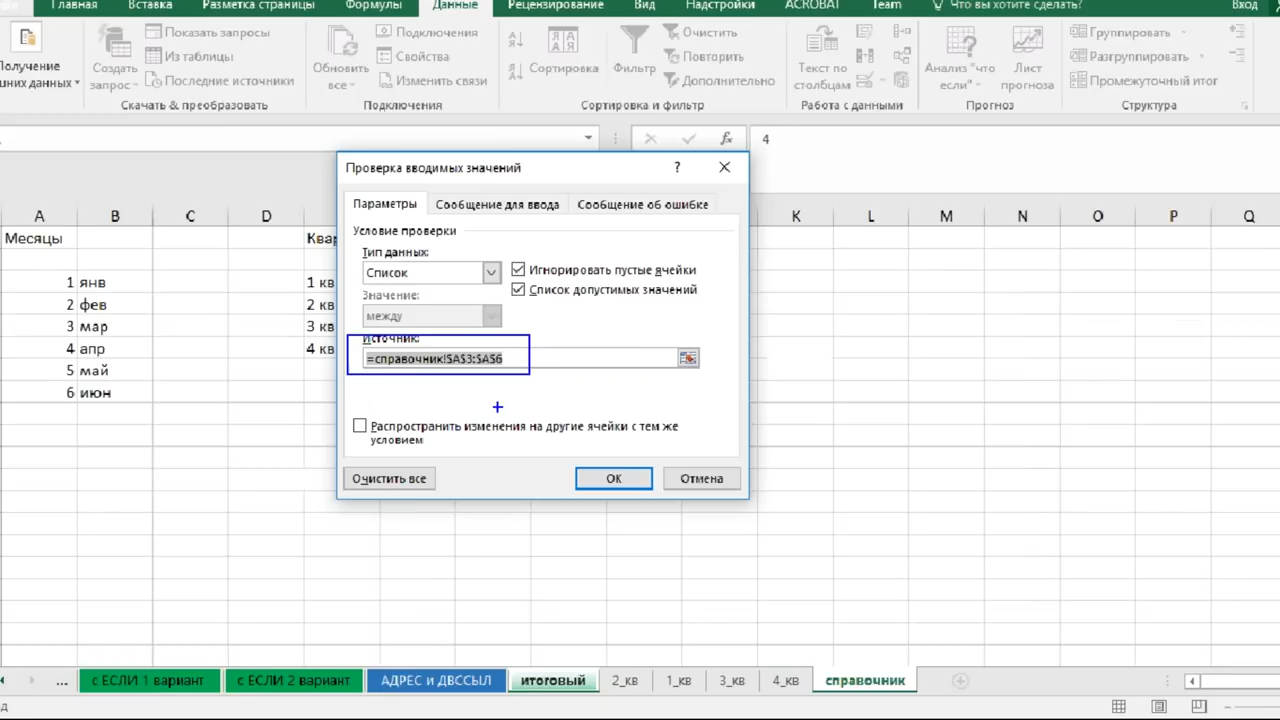 Главная Вставка Разметка страницы Формулы Данные Рецензирование Вид Надстройки ACROBAT Team Что вы хотите сделать? Вход
Получение
Создать
запрос
Показать запросы
Из таблицы
Последние источники
Скачать & преобразовать
Обновить
все
Подключения
Свойства
Изменить связи
Подключения
Сортировка
Фильтр
Очистить
Повторить
Дополнительно
Сортировка и фильтр
Текст по
столбцам
Работа с данными
Анализ "что
если"
Лист
прогноза
Прогноз
Группировать
Разгруппировать
Промежуточный итог
Структура
fx 4
A B C D K L M N O P Q
Месяцы
1 янв 1 кв
2 фев 2 кв
3 мар 3 кв
4 апр 4 кв
5 май
6 июн
Проверка вводимых значений ?
Параметры Сообщение для ввода Сообщение об ошибке
Условие проверки
Тип данных:
Список Игнорировать пустые ячейки
Список допустимых значений
Значение:
между
Источник:
=справочник!$A$3:$A$6
Распространить изменения на другие ячейки с тем же
условием
Очистить все ОК Отмена
... с ЕСЛИ 1 вариант с ЕСЛИ 2 вариант АДРЕС и ДВССЫЛ итоговый 2_кв 1_кв 3_кв 4_кв справочник